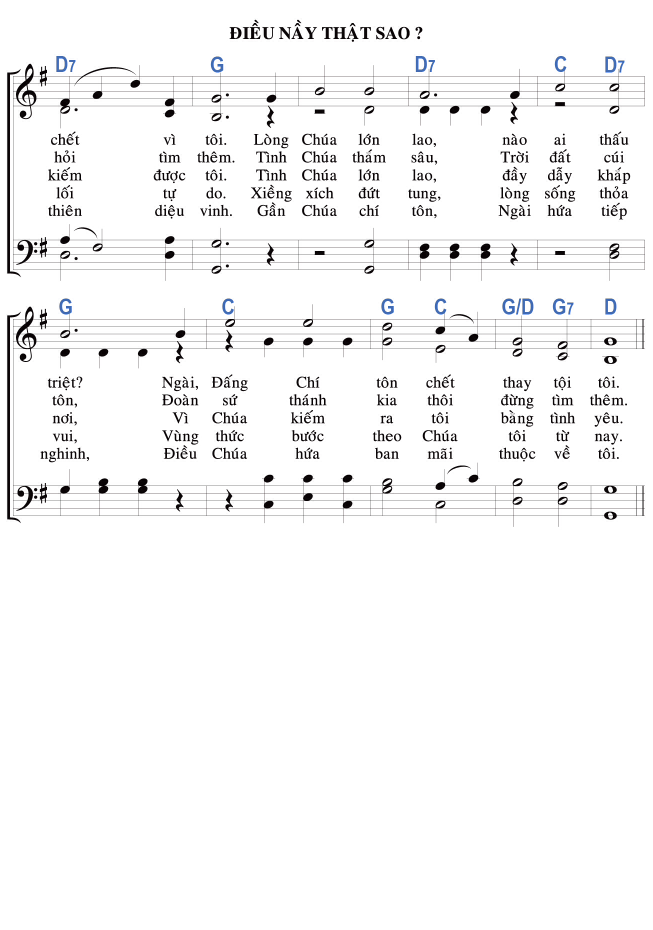 ĐIỀU NẦY THẬT SAO ?
D7 G D7 C D7
chết vì tôi. Lòng Chúa lớn lao, nào ai thấu
hỏi tìm thêm. Tình Chúa thấm sâu, Trời đất cúi
kiếm được tôi. Tình Chúa lớn lao, đầy dẫy khắp
lối tự do. Xiềng xích đứt tung, lòng sống thỏa
thiên diệu vinh. Gần Chúa chí tôn, Ngài hứa tiếp
G C G C G/D G7 D
triệt? Ngài, Đấng Chí tôn chết thay tội tôi.
tôn, Đoàn sứ thánh kia thôi đừng tìm thêm.
nơi, Vì Chúa kiếm ra tôi bằng tình yêu.
vui, Vùng thức bước theo Chúa tôi từ nay.
nghinh, Điều Chúa hứa ban mãi thuộc về tôi.